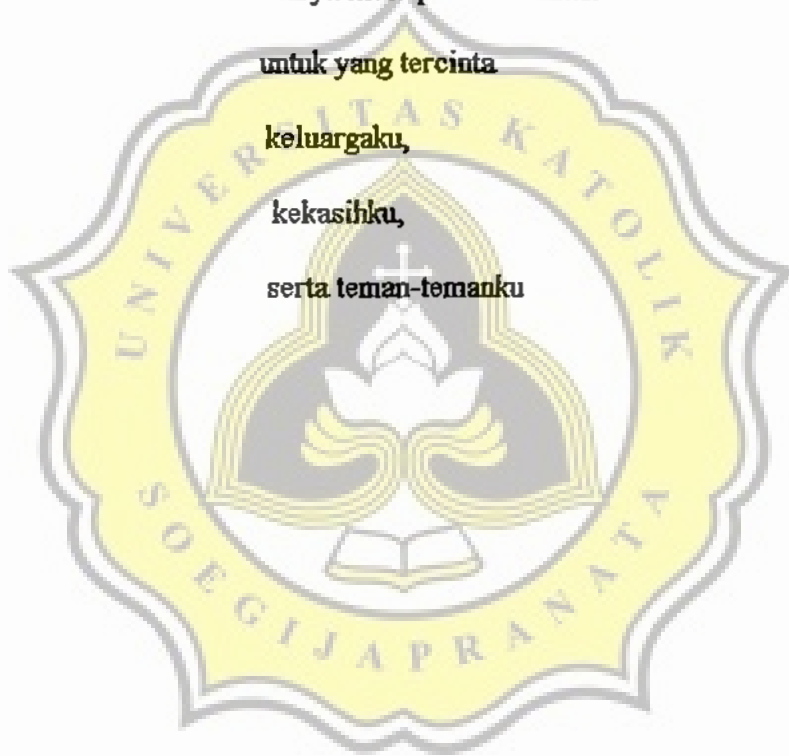 untuk yang tercinta
keluargaku,
kekasihku,
serta teman-temanku
UNIVERSITAS KATOLIK
SOEGIJAPRANATA